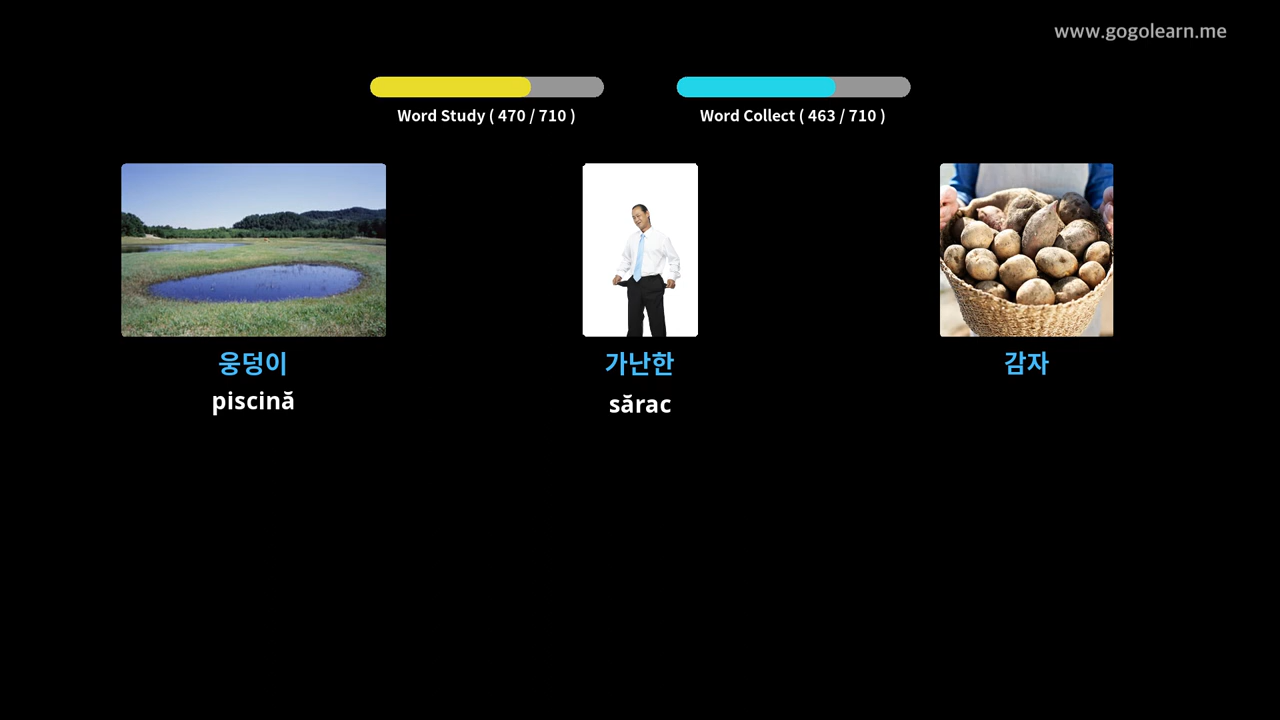 www.gogolearn.me
Word Study ( 470 / 710 )
Word Collect ( 463 / 710 )
웅덩이
piscină
가난한
sărac
감자